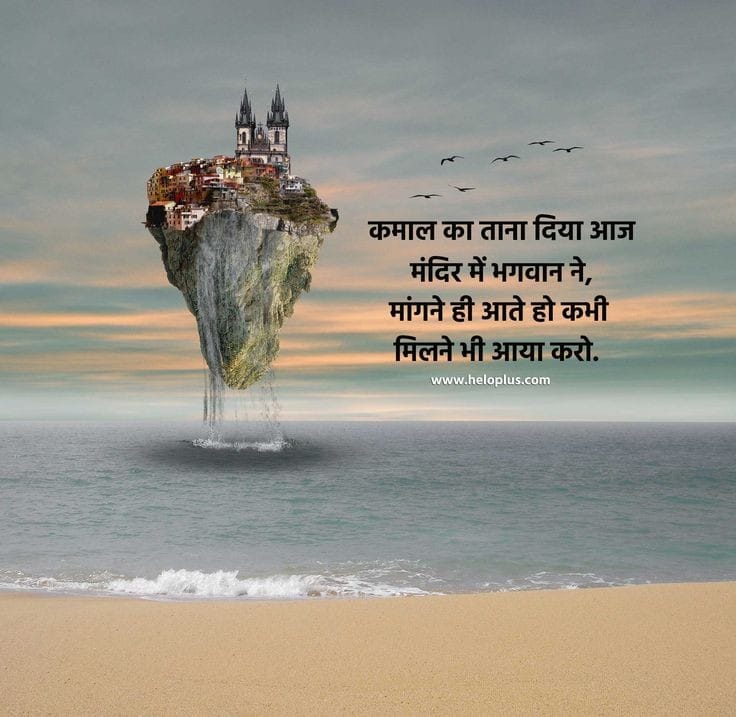 कमाल का ताना दिया आज
मंदिर में भगवान ने,
मांगने ही आते हो कभी
मिलने भी आया करो.
www.heloplus.com